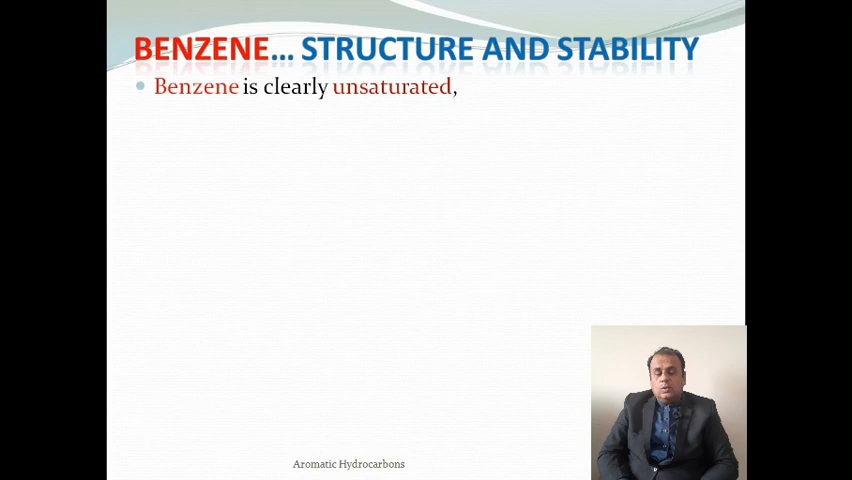 BENZENE... STRUCTURE AND STABILITY
Benzene is clearly unsaturated,
Aromatic Hydrocarbons